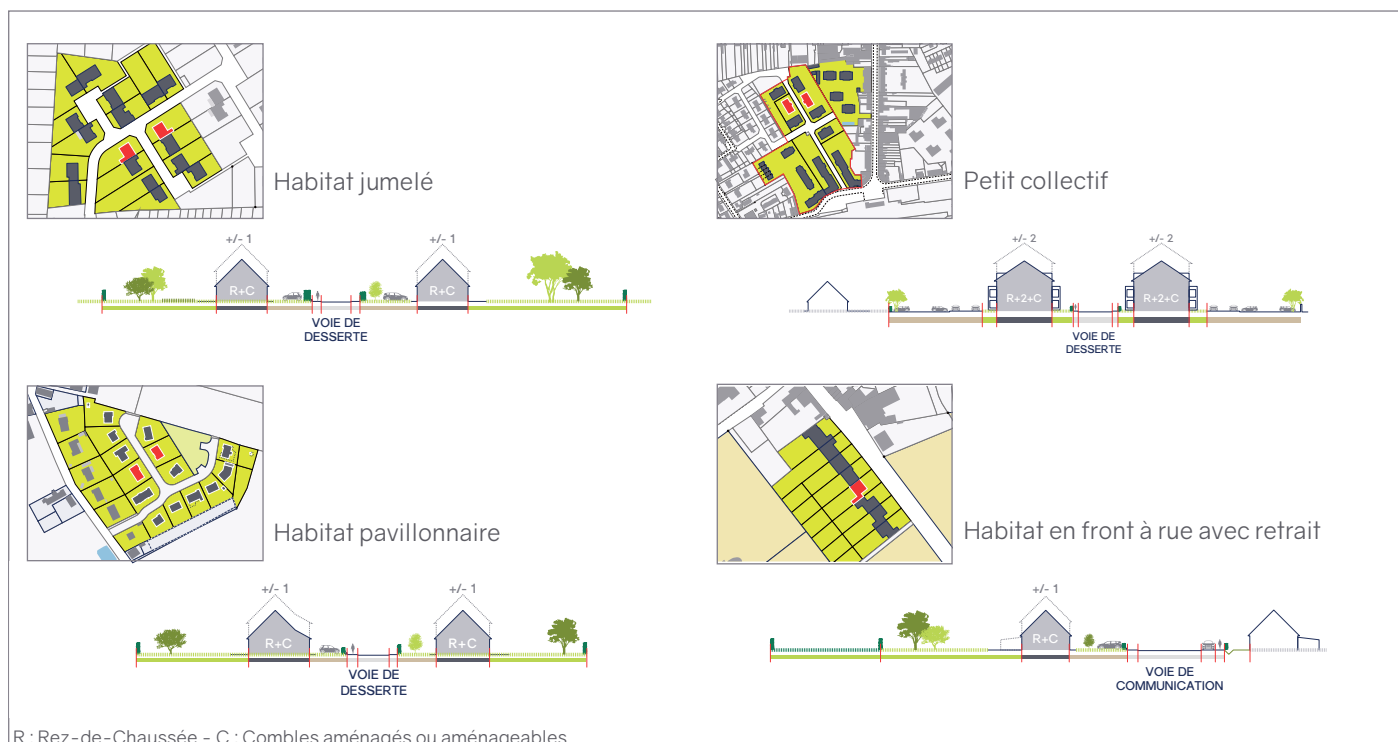 Habitat jumelé
+/- 1
+/- 1
R+C
R+C
VOIE DE
DESSERTE
Petit collectif
+/- 2
+/- 2
R+2+C
R+2+C
VOIE DE
DESSERTE
Habitat pavillonnaire
+/- 1
+/- 1
R+C
R+C
VOIE DE
DESSERTE
Habitat en front à rue avec retrait
+/- 1
R+C
VOIE DE
COMMUNICATION
R : Rez-de-Chaussée - C : Combles aménagés ou aménageables